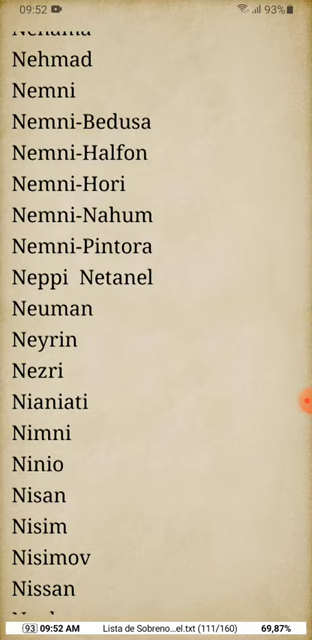 09:52 93%
Nehmad
Nemni
Nemni-Bedusa
Nemni-Halfon
Nemni-Hori
Nemni-Nahum
Nemni-Pintora
Neppi Netanel
Neuman
Neyrin
Nezri
Nianiati
Nimni
Ninio
Nisan
Nisim
Nisimov
Nissan
93 09:52 AM Lista de Sobreno...el.txt (111/160) 69,87%